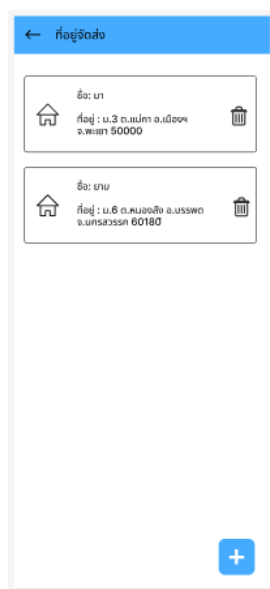 ที่อยู่จัดส่ง
ชื่อ: มา
ที่อยู่ : ม.3 ต.แม่กา อ.เมืองฯ
จ.พะเยา 50000
ชื่อ: ยาม
ที่อยู่ : ม.6 ต.หนองสัง อ.บรรพต
จ.นครสวรรค 60180